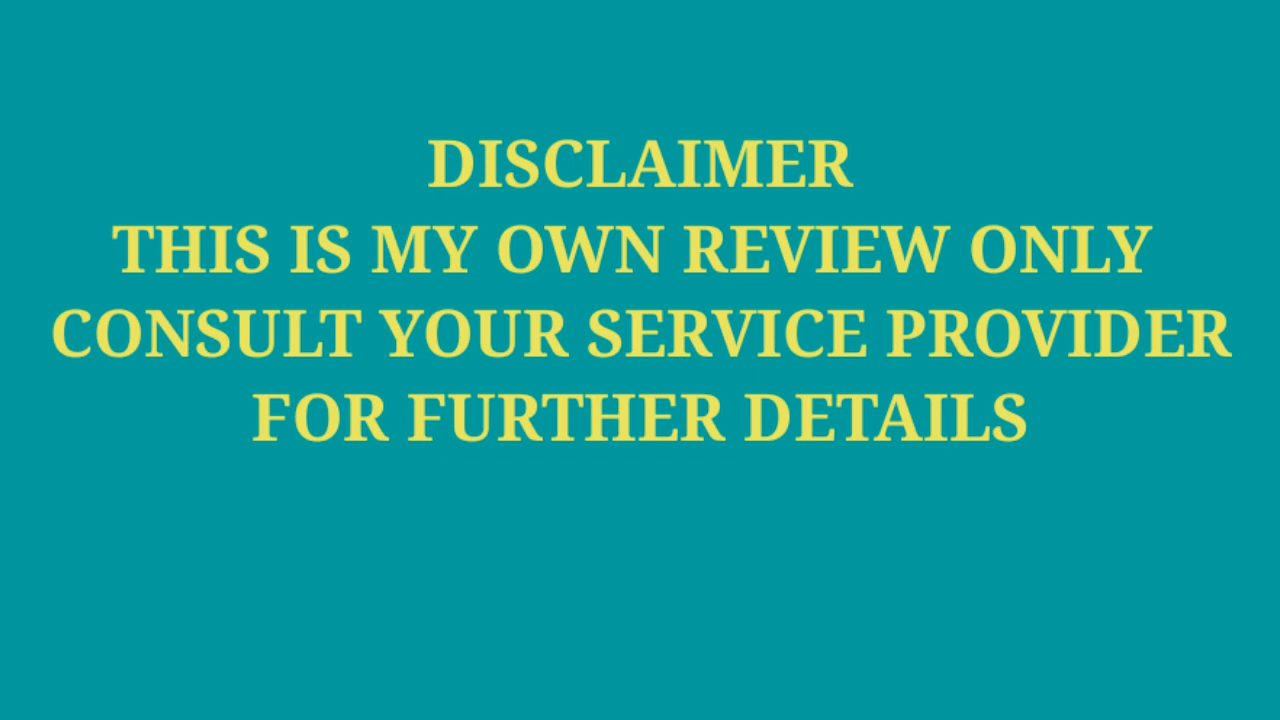 DISCLAIMER
THIS IS MY OWN REVIEW ONLY
CONSULT YOUR SERVICE PROVIDER
FOR FURTHER DETAILS